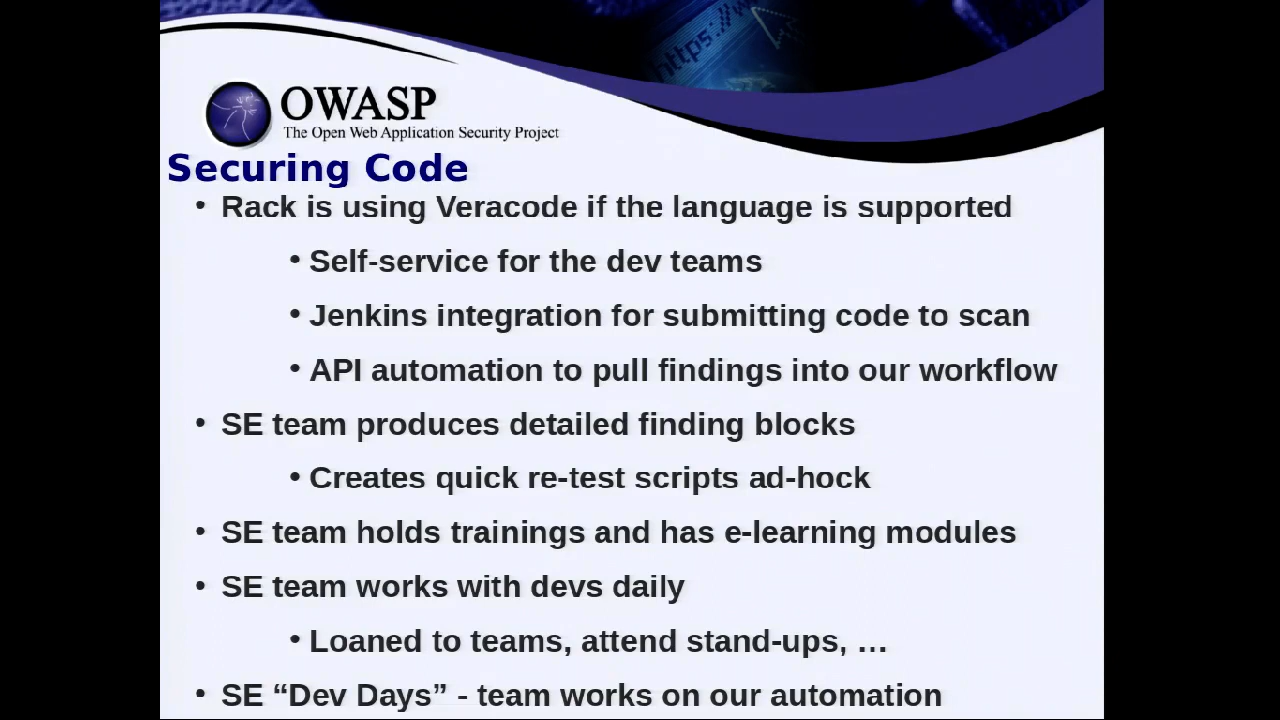 https://w
OWASP
The Open Web Application Security Project
Securing Code
• Rack is using Veracode if the language is supported
• Self-service for the dev teams
• Jenkins integration for submitting code to scan
• API automation to pull findings into our workflow
• SE team produces detailed finding blocks
• Creates quick re-test scripts ad-hock
• SE team holds trainings and has e-learning modules
• SE team works with devs daily
• Loaned to teams, attend stand-ups, …
• SE “Dev Days” - team works on our automation